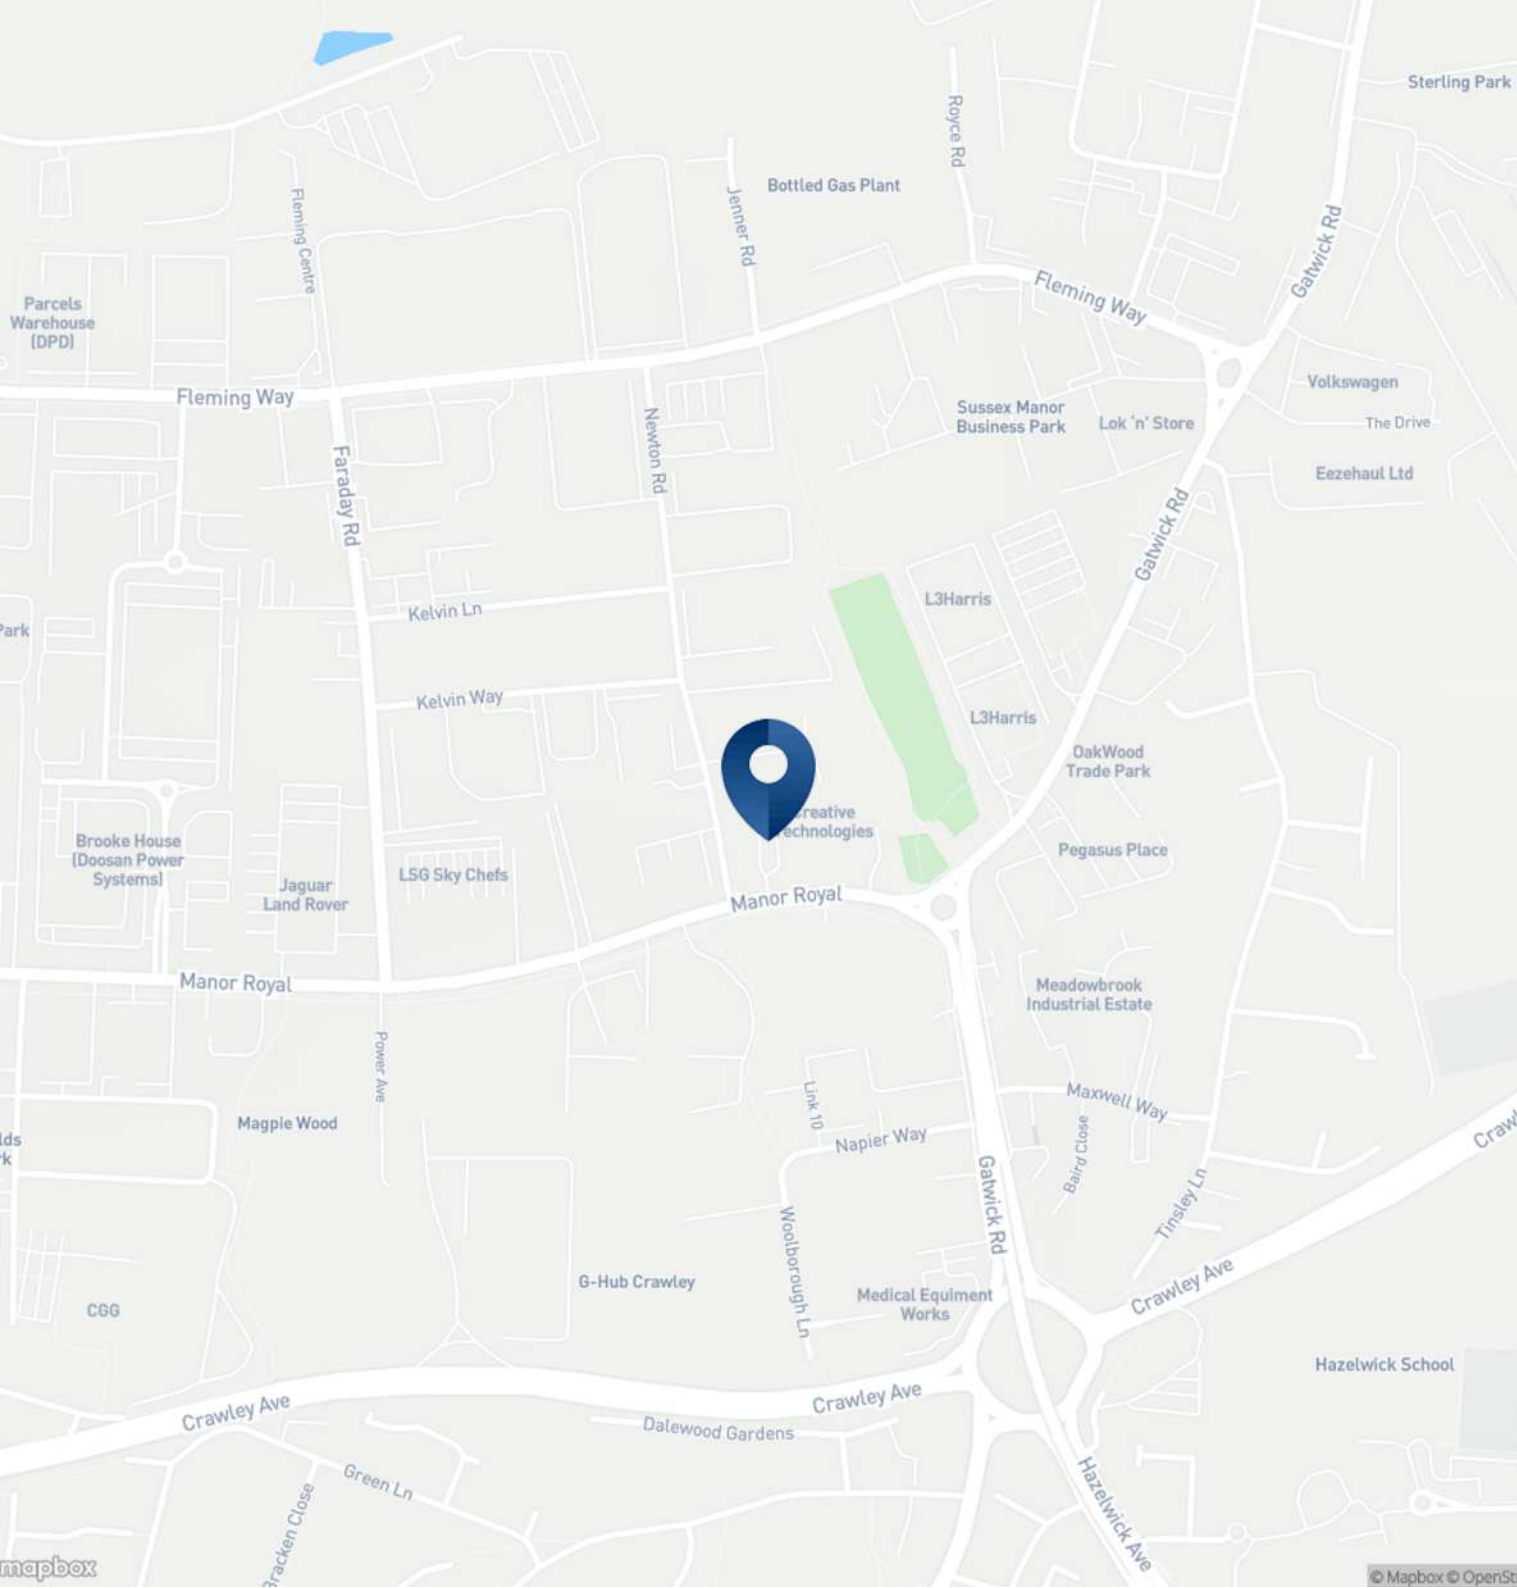 Sterling Park
Royce Rd
Bottled Gas Plant
Jenner Rd
Fleming Centre
Gatwick Rd
Fleming Way
Parcels
Warehouse
(DPD)
Fleming Way
Volkswagen
Sussex Manor
Business Park
Lok 'n' Store
The Drive
Newton Rd
Faraday Rd
Eezehaul Ltd
Gatwick Rd
Kelvin Ln
L3Harris
Park
Kelvin Way
L3Harris
OakWood
Trade Park
Creative
Technologies
Brooke House
(Doosan Power
Systems)
Pegasus Place
LSG Sky Chefs
Jaguar
Land Rover
Manor Royal
Manor Royal
Meadowbrook
Industrial Estate
Power Ave
Link 10
Maxwell Way
Magpie Wood
Napier Way
Baird Close
Craw
lds
rk
Gatwick Rd
Tinsley Ln
Woolborough Ln
G-Hub Crawley
Crawley Ave
Medical Equiment
Works
CGG
Hazelwick School
Crawley Ave
Crawley Ave
Dalewood Gardens
Green Ln
Bracken Close
Hazelwick Ave
mapbox
© Mapbox © OpenSt